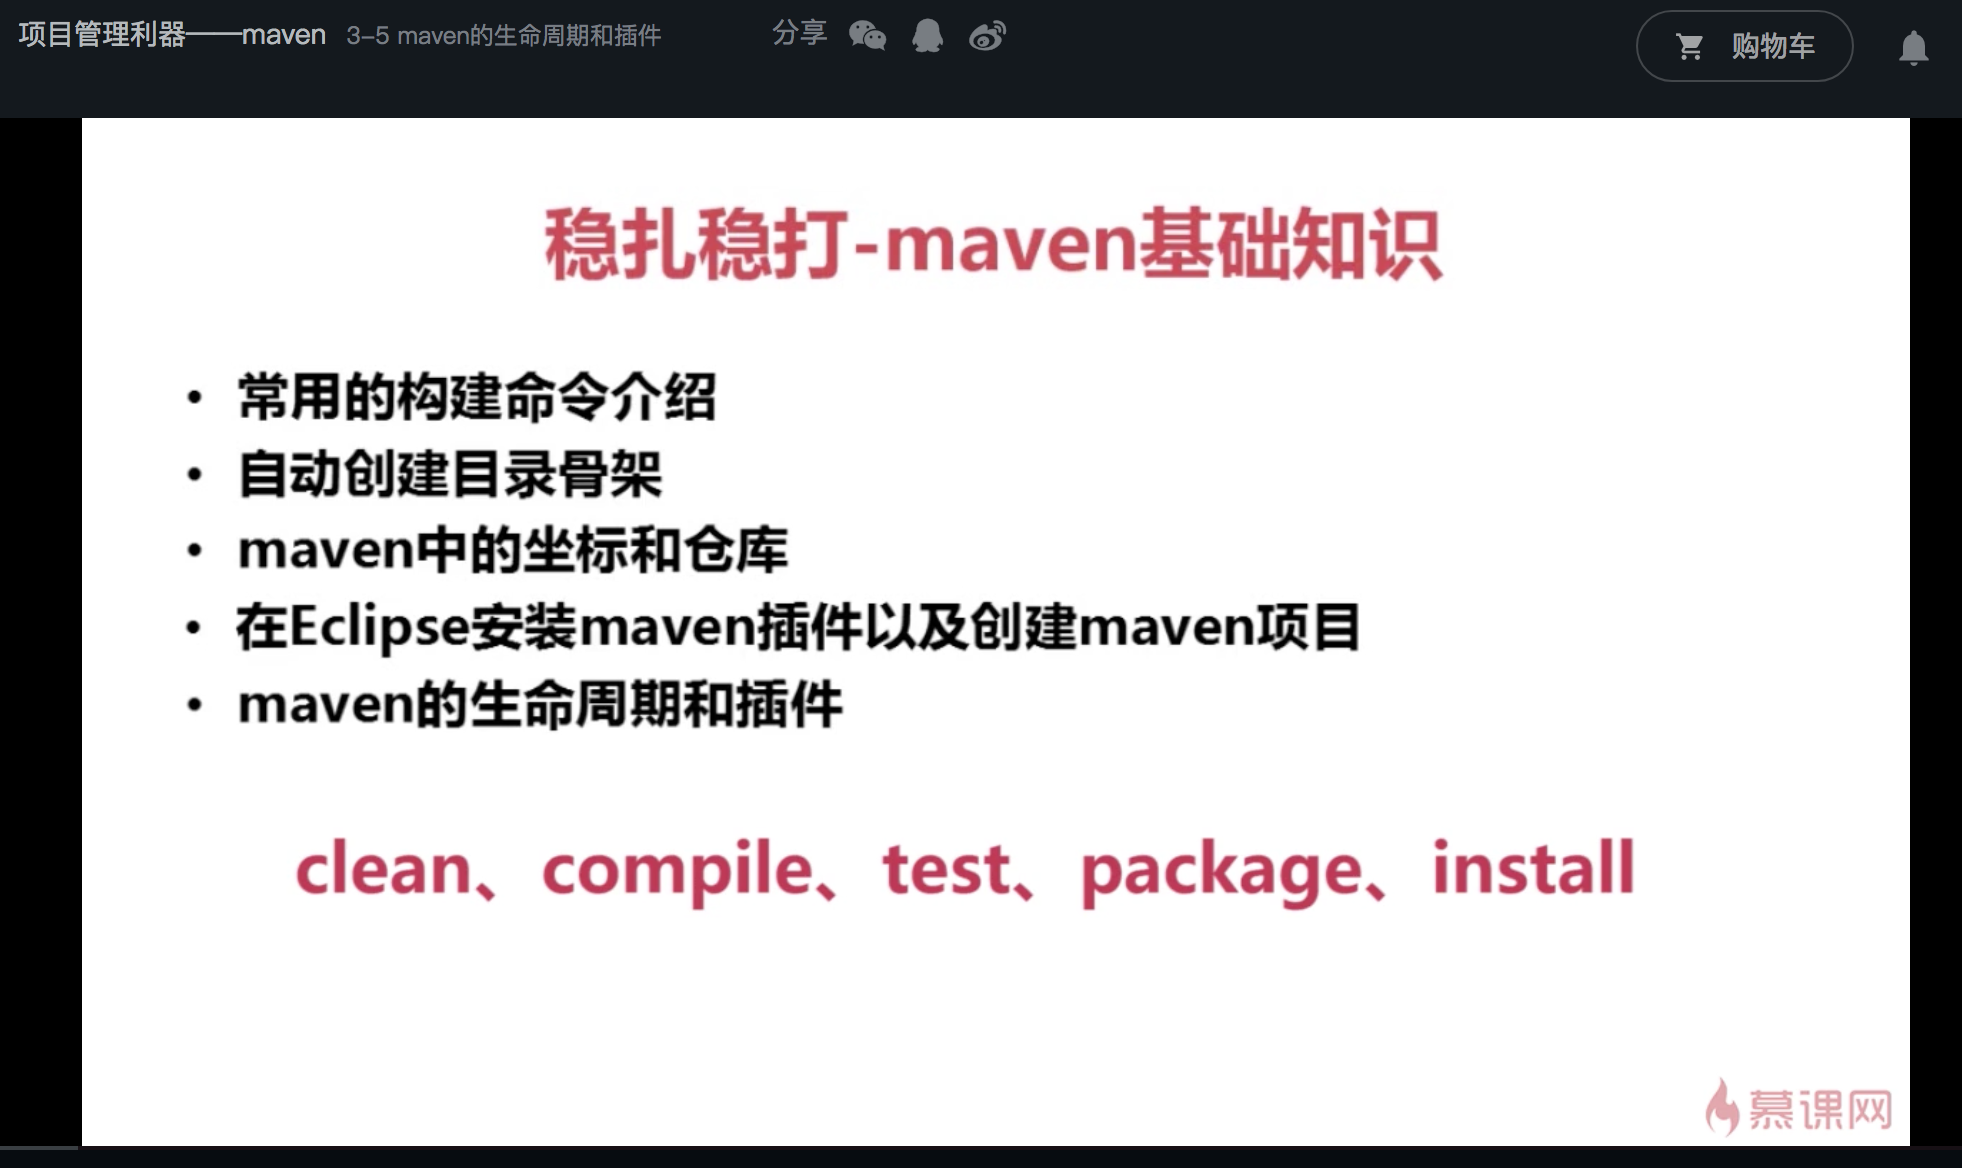 项目管理利器——maven 3-5 maven的生命周期和插件 分享 购物车
稳扎稳打-maven基础知识
• 常用的构建命令介绍
• 自动创建目录骨架
• maven中的坐标和仓库
• 在Eclipse安装maven插件以及创建maven项目
• maven的生命周期和插件
clean、compile、test、package、install
慕课网